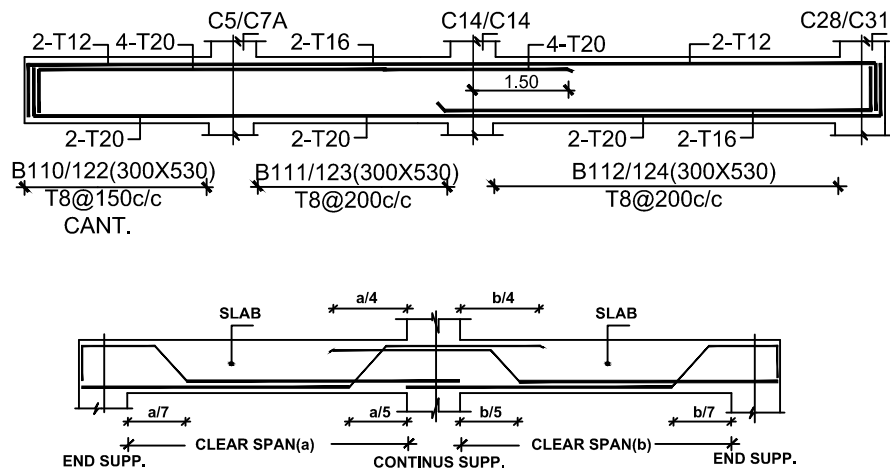 C5/C7A C14/C14 C28/C31
2-T12 4-T20 2-T16 4-T20 2-T12
1.50
2-T20 2-T20 2-T20 2-T16
B110/122(300X530) B111/123(300X530) B112/124(300X530)
T8@150c/c T8@200c/c T8@200c/c
CANT.
a/4 b/4
SLAB SLAB
a/7 a/5 b/5 b/7
CLEAR SPAN(a) CLEAR SPAN(b)
END SUPP. CONTINUS SUPP. END SUPP.